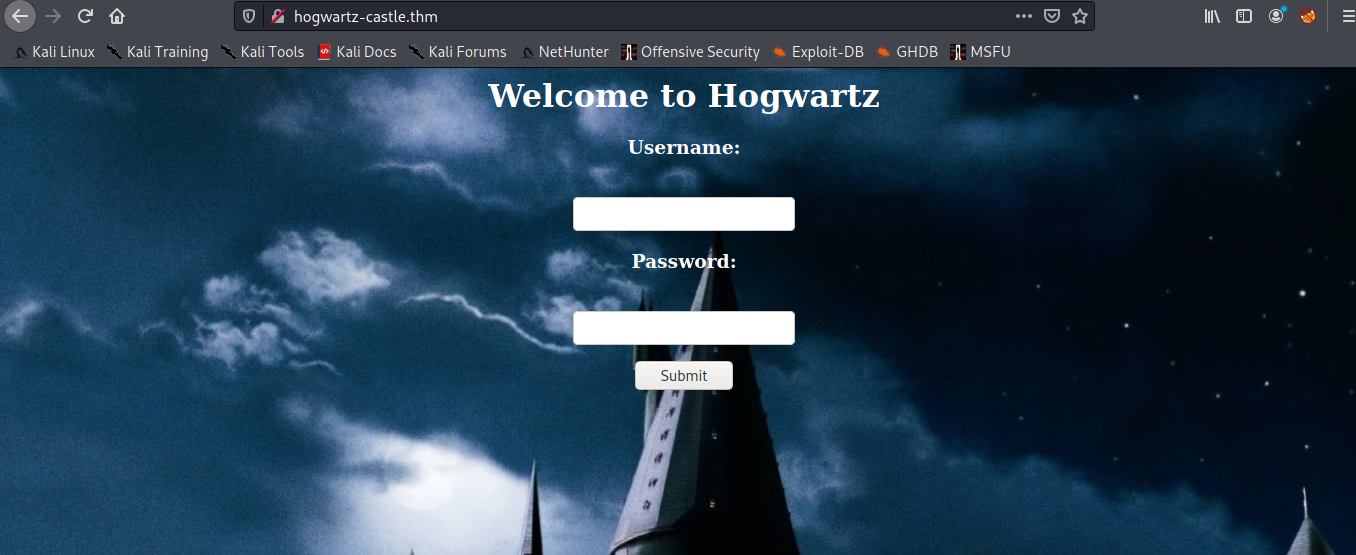 hogwartz-castle.thm
Kali Linux Kali Training Kali Tools Kali Docs Kali Forums NetHunter Offensive Security Exploit-DB GHDB MSFU
Welcome to Hogwartz
Username:
Password:
Submit